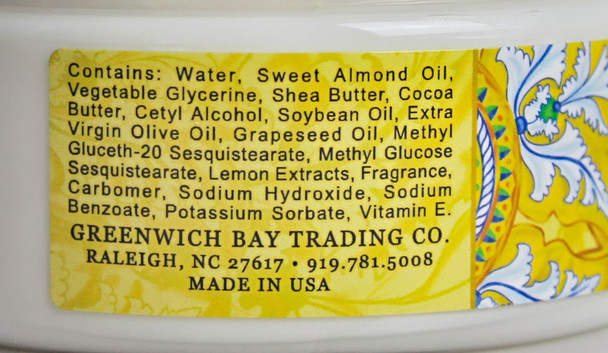 Contains: Water, Sweet Almond Oil,
Vegetable Glycerine, Shea Butter, Cocoa
Butter, Cetyl Alcohol, Soybean Oil, Extra
Virgin Olive Oil, Grapeseed Oil, Methyl
Gluceth-20 Sesquistearate, Methyl Glucose
Sesquistearate, Lemon Extracts, Fragrance,
Carbomer, Sodium Hydroxide, Sodium
Benzoate, Potassium Sorbate, Vitamin E.
GREENWICH BAY TRADING CO.
RALEIGH, NC 27617 • 919.781.5008
MADE IN USA